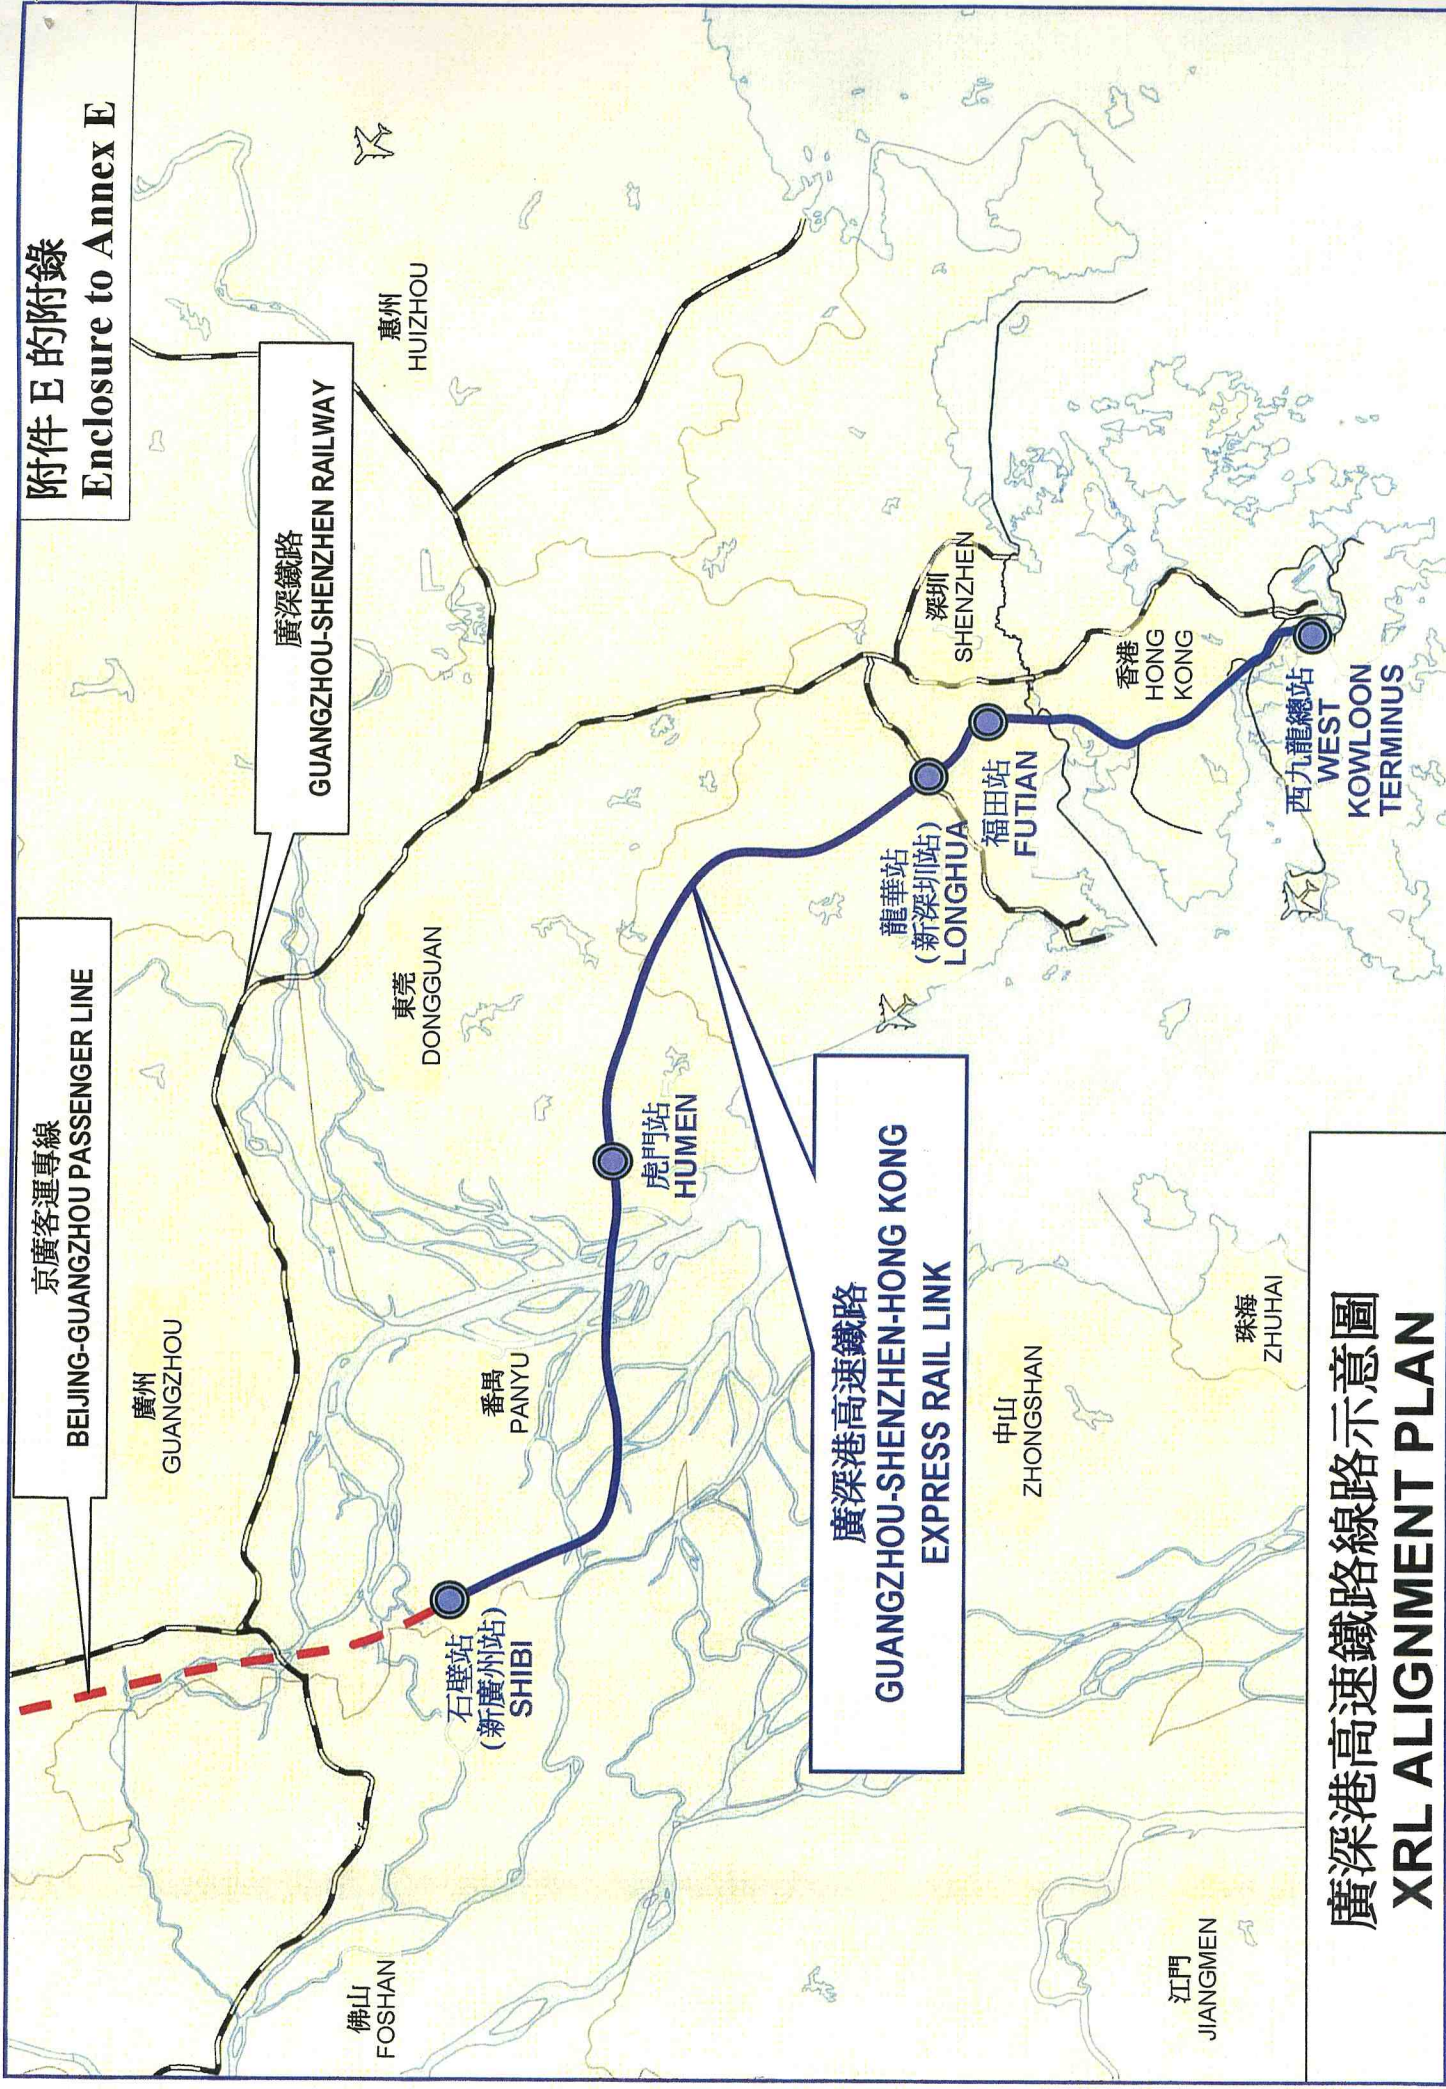 附件 E 的附錄
Enclosure to Annex E
京廣客運專線
BEIJING-GUANGZHOU PASSENGER LINE
廣深鐵路
GUANGZHOU-SHENZHEN RAILWAY
廣州
GUANGZHOU
惠州
HUIZHOU
佛山
FOSHAN
東莞
DONGGUAN
番禺
PANYU
石壁站
(新廣州站)
SHIBI
虎門站
HUMEN
廣深港高速鐵路
GUANGZHOU-SHENZHEN-HONG KONG
EXPRESS RAIL LINK
龍華站
(新深圳站)
LONGHUA
深圳
SHENZHEN
福田站
FUTIAN
中山
ZHONGSHAN
香港
HONG
KONG
江門
JIANGMEN
珠海
ZHUHAI
西九龍總站
WEST
KOWLOON
TERMINUS
廣深港高速鐵路線路示意圖
XRL ALIGNMENT PLAN